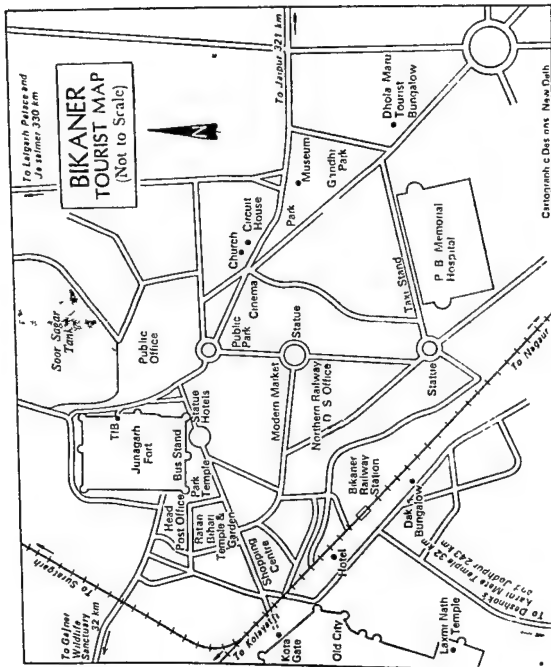 BIKANER
TOURIST MAP
(Not to Scale)
N
To Lalgarh Palace and
Jaisalmer 330 km
To Jaipur 321 km
Soor Sagar
Tank
Public
Office
Church
Circuit
House
Park
Museum
Gandhi
Park
Dhola Maru
Tourist
Bungalow
Cinema
Public
Park
Statue
Taxi Stand
P B Memorial
Hospital
TIB
Junagarh
Fort
Bus Stand
Statue
Hotels
Park
Temple
Modern Market
Northern Railway
D S Office
Statue
To Nagaur
Head
Post Office
Ratan
Bihari
Temple &
Garden
Shopping
Centre
Bikaner
Railway
Station
Dak
Bungalow
Hotel
To Suratgarh
To Gajner
Wildlife
Sanctuary
32 km
To Kolayatji
Kota
Gate
Old City
Laxmi Nath
Temple
To Deshnoks
Karni Mata Temple 32 km
and Jodhpur 243 km
Cartographic Designs New Delhi